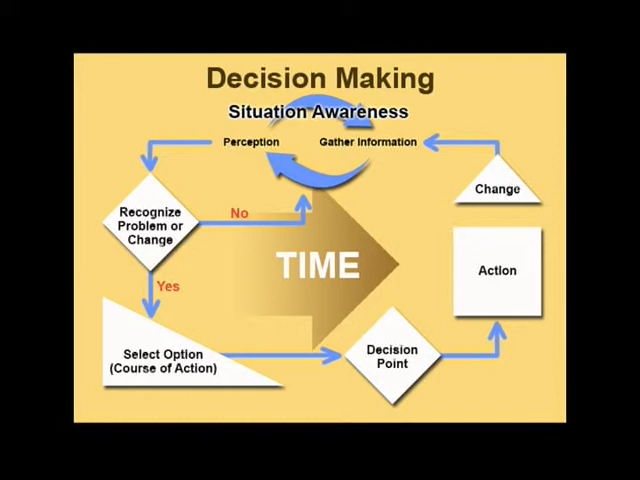 Decision Making
Situation Awareness
Perception
Gather Information
Change
Recognize
Problem or
Change
No
Yes
TIME
Action
Select Option
(Course of Action)
Decision
Point